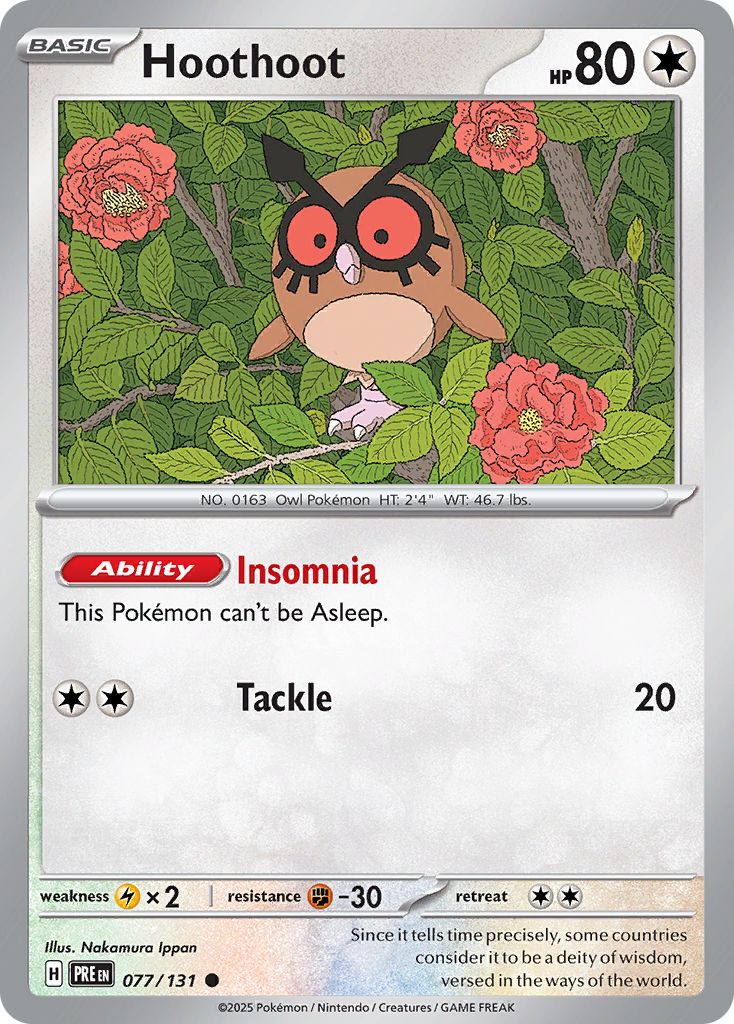 BASIC
Hoothoot
HP 80
NO. 0163 Owl Pokémon HT: 2'4" WT: 46.7 lbs.
Ability Insomnia
This Pokémon can't be Asleep.
Tackle 20
weakness ×2 resistance -30 retreat
Illus. Nakamura Ippan
H PRE EN 077/131
Since it tells time precisely, some countries
consider it to be a deity of wisdom,
versed in the ways of the world.
©2025 Pokémon / Nintendo / Creatures / GAME FREAK